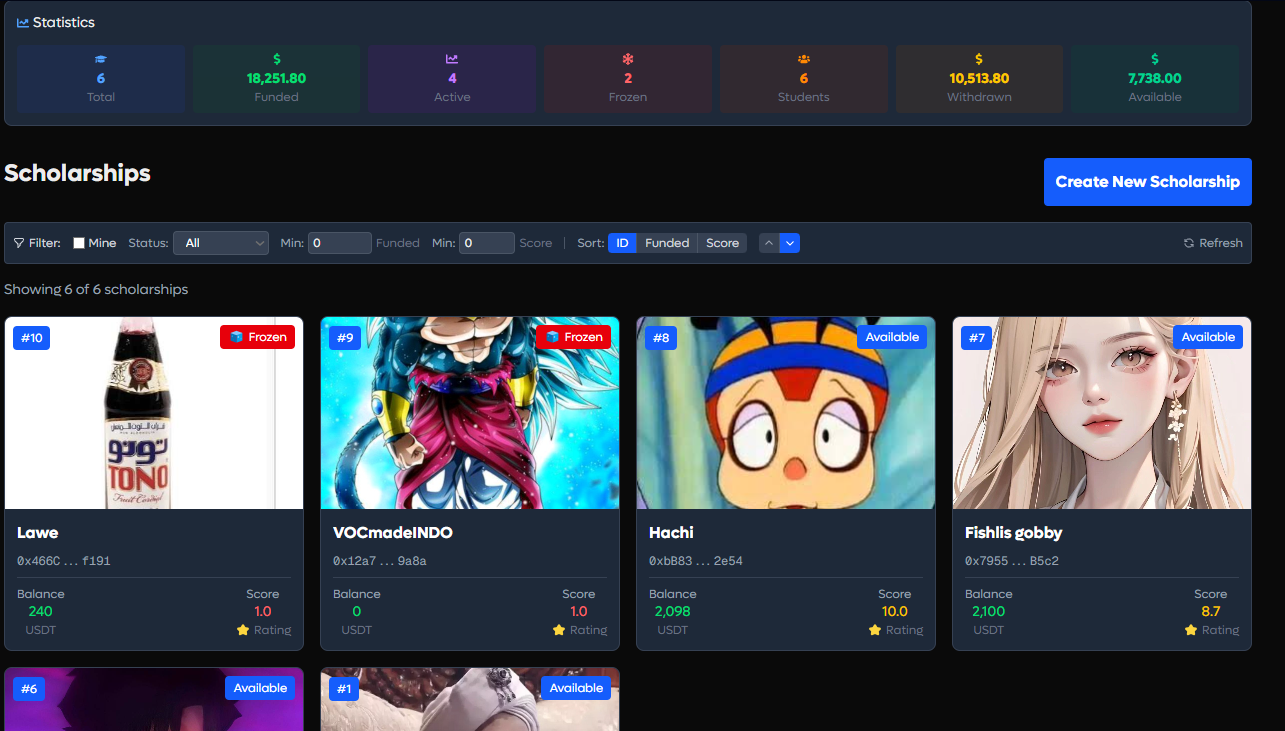 Statistics
6
Total
18,251.80
Funded
4
Active
2
Frozen
6
Students
10,513.80
Withdrawn
7,738.00
Available
Scholarships
Create New Scholarship
Filter: Mine Status: All Min: 0 Funded Min: 0 Score Sort: ID Funded Score Refresh
Showing 6 of 6 scholarships
#10 Frozen
توتو
TONO
Fruit Cordial
Lawe
0x466C ... f191
Balance Score
240 1.0
USDT Rating
#9 Frozen
VOCmadeINDO
0x12a7 ... 9a8a
Balance Score
0 1.0
USDT Rating
#8 Available
Hachi
0xbB83 ... 2e54
Balance Score
2,098 10.0
USDT Rating
#7 Available
Fishlis gobby
0x7955 ... B5c2
Balance Score
2,100 8.7
USDT Rating
#6 Available
#1 Available